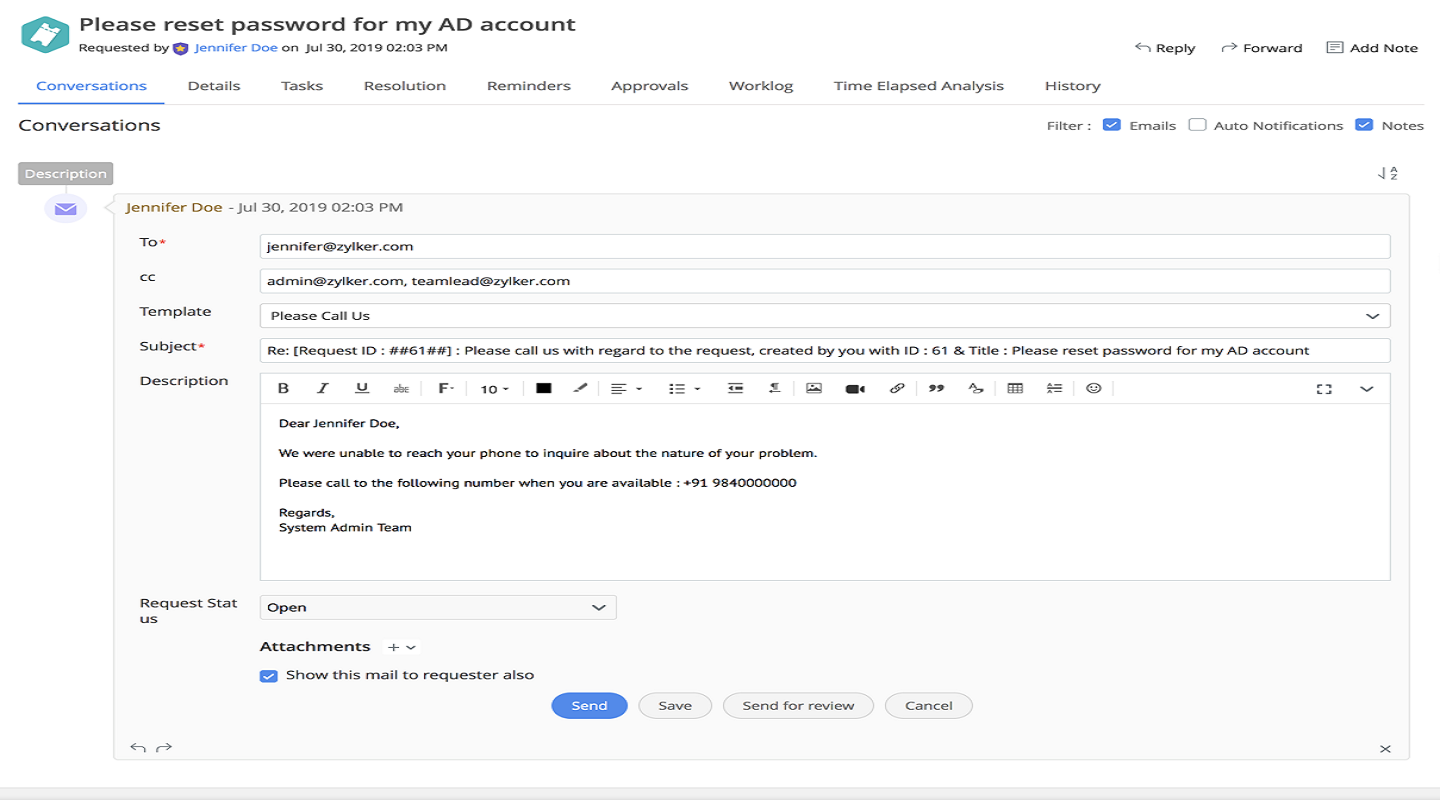 Please reset password for my AD account
Requested by Jennifer Doe on Jul 30, 2019 02:03 PM
Reply Forward Add Note
Conversations Details Tasks Resolution Reminders Approvals Worklog Time Elapsed Analysis History
Conversations
Filter : Emails Auto Notifications Notes
Description
Jennifer Doe - Jul 30, 2019 02:03 PM
To* jennifer@zylker.com
cc admin@zylker.com, teamlead@zylker.com
Template Please Call Us
Subject* Re: [Request ID : ##61##] : Please call us with regard to the request, created by you with ID : 61 & Title : Please reset password for my AD account
Description
B I U abc F 10
Dear Jennifer Doe,
We were unable to reach your phone to inquire about the nature of your problem.
Please call to the following number when you are available : +91 9840000000
Regards,
System Admin Team
Request Stat
us
Open
Attachments +
Show this mail to requester also
Send Save Send for review Cancel